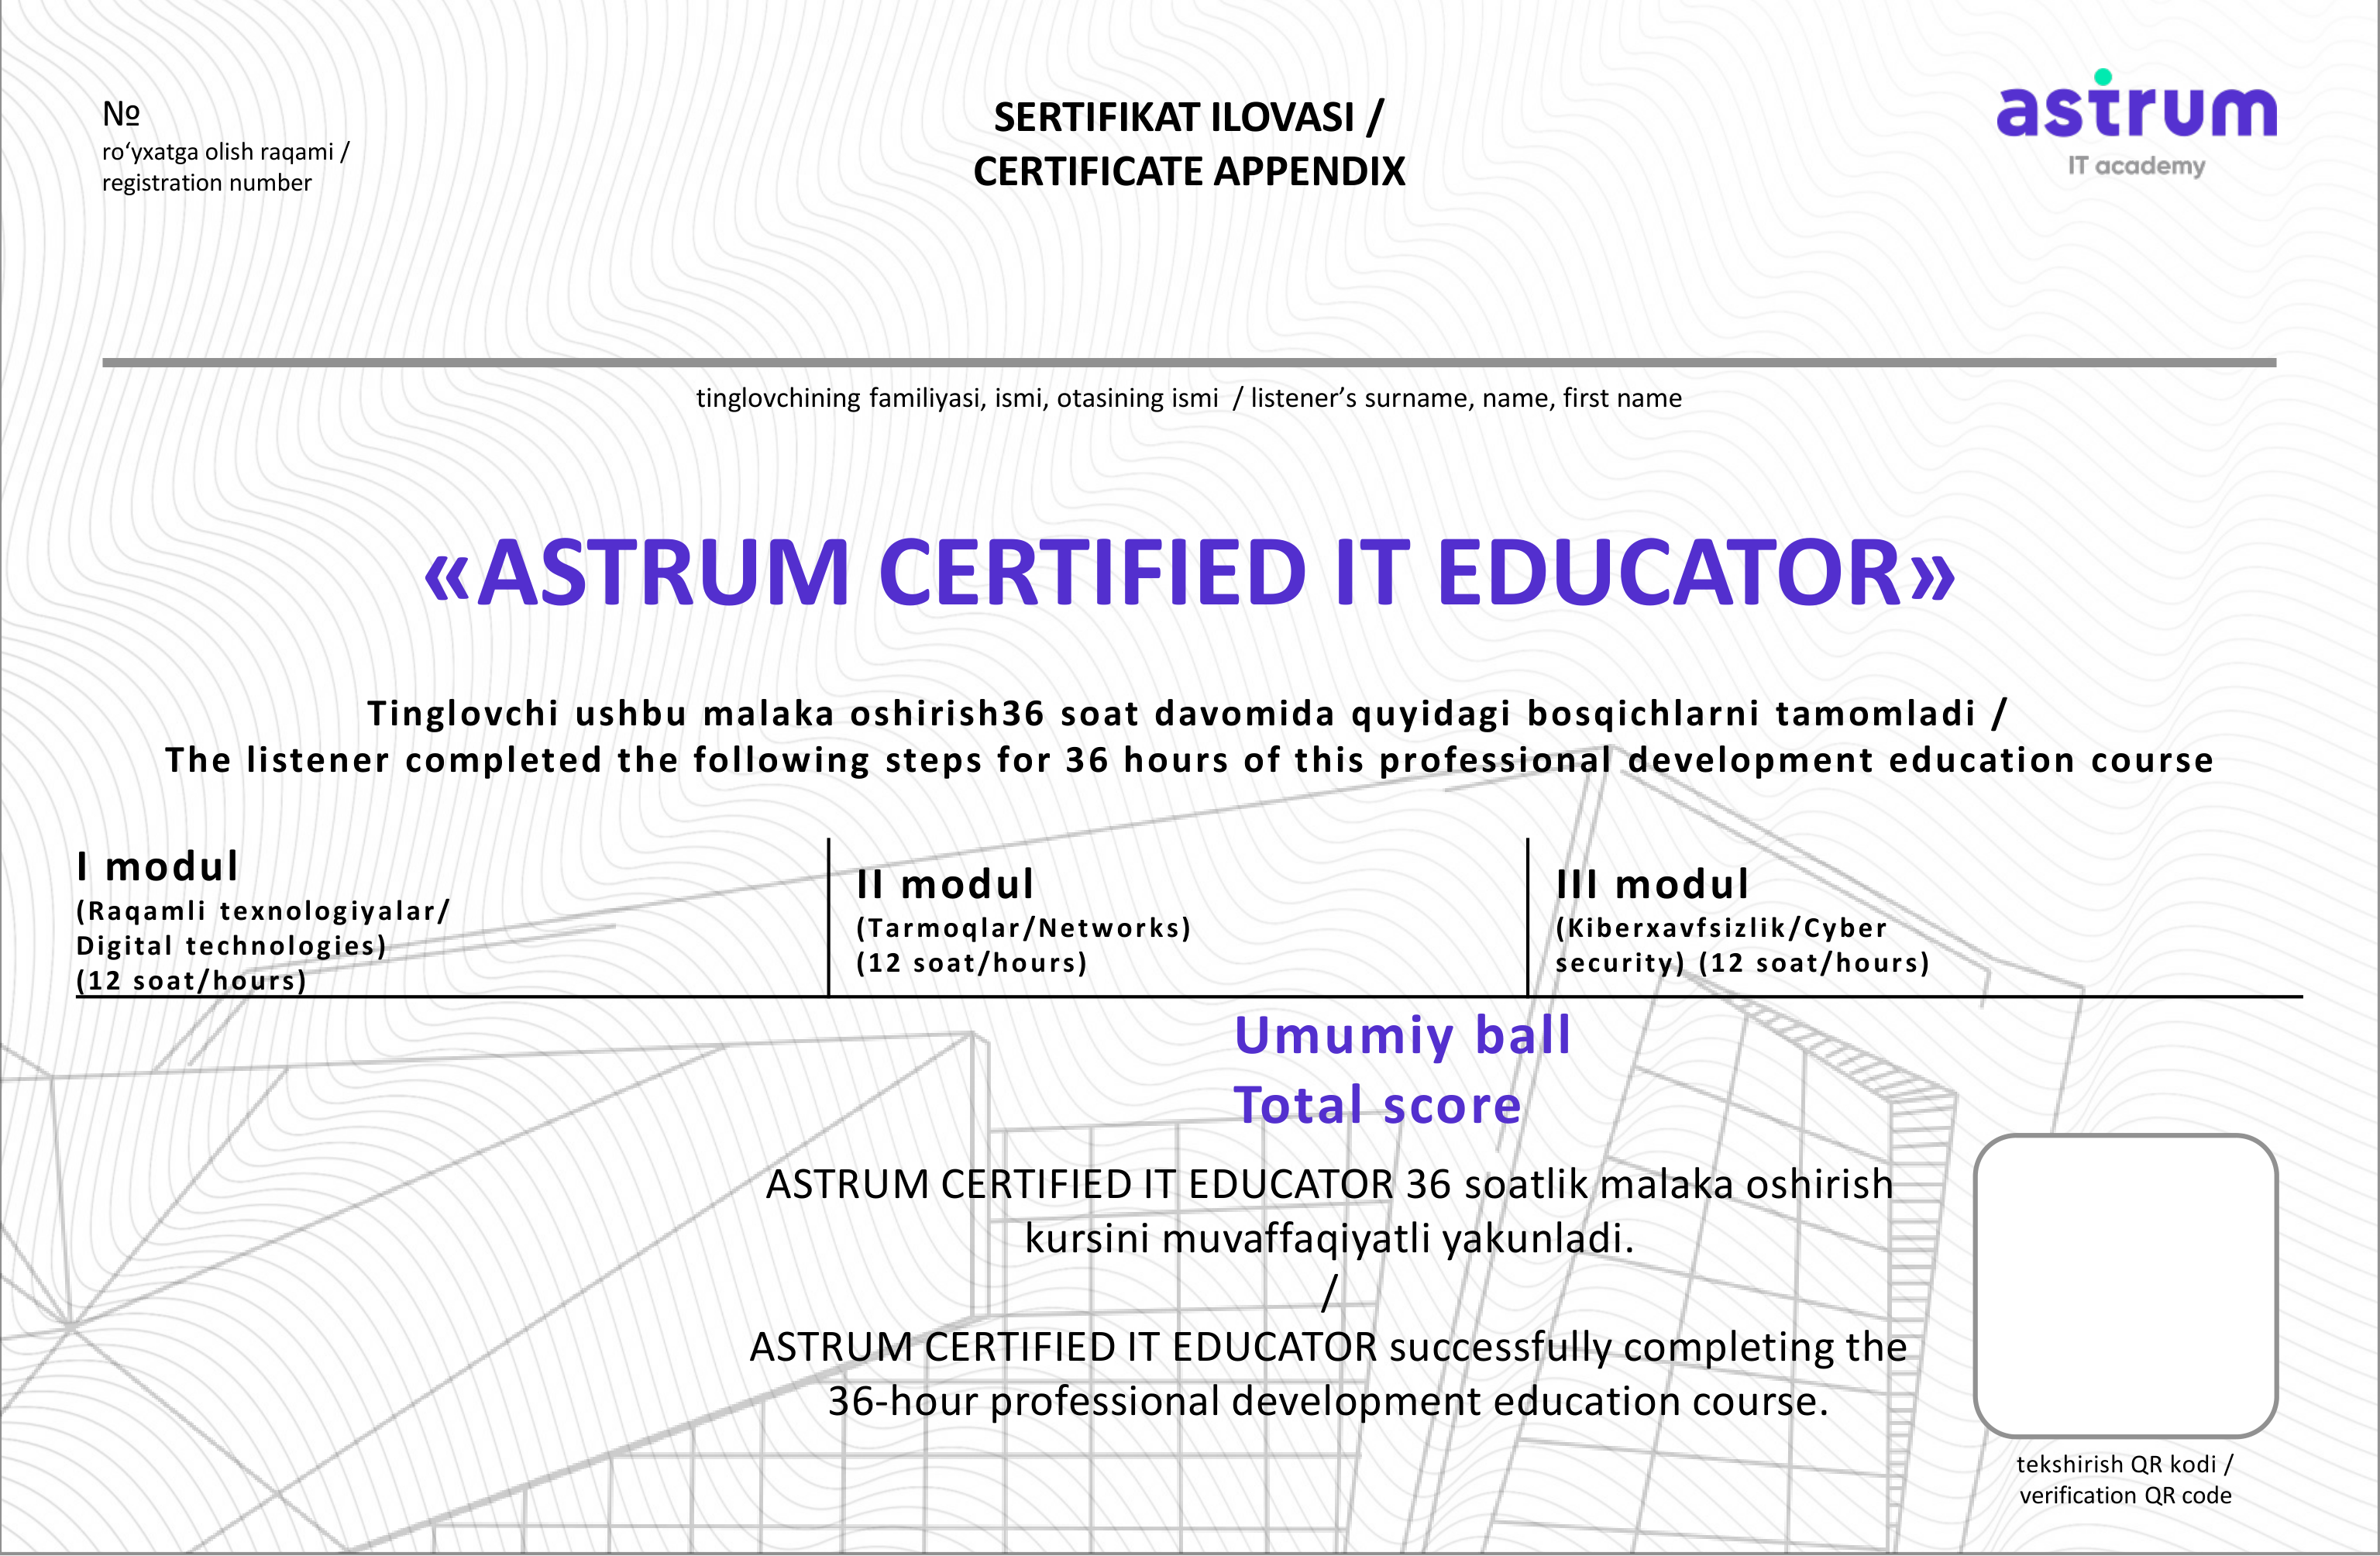 №
ro‘yxatga olish raqami /
registration number
SERTIFIKAT ILOVASI /
CERTIFICATE APPENDIX
astrum
IT academy
tinglovchining familiyasi, ismi, otasining ismi / listener’s surname, name, first name
«ASTRUM CERTIFIED IT EDUCATOR»
Tinglovchi ushbu malaka oshirish36 soat davomida quyidagi bosqichlarni tamomladi /
The listener completed the following steps for 36 hours of this professional development education course
I modul
(Raqamli texnologiyalar/
Digital technologies)
(12 soat/hours)
II modul
(Tarmoqlar/Networks)
(12 soat/hours)
III modul
(Kiberxavfsizlik/Cyber
security) (12 soat/hours)
Umumiy ball
Total score
ASTRUM CERTIFIED IT EDUCATOR 36 soatlik malaka oshirish
kursini muvaffaqiyatli yakunladi.
/
ASTRUM CERTIFIED IT EDUCATOR successfully completing the
36-hour professional development education course.
tekshirish QR kodi /
verification QR code